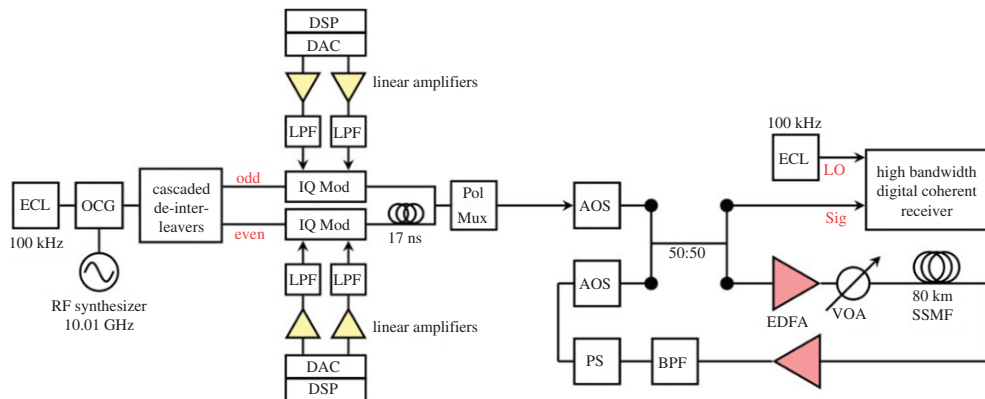 DSP
DAC
linear amplifiers
LPF LPF
100 kHz
ECL
LO
high bandwidth
digital coherent
receiver
cascaded
de-inter-
leavers
odd
IQ Mod
Pol
Mux
ECL
OCG
AOS
Sig
even
IQ Mod
100 kHz
17 ns
50:50
LPF LPF
AOS
RF synthesizer
10.01 GHz
EDFA
VOA
80 km
SSMF
linear amplifiers
PS
BPF
DAC
DSP